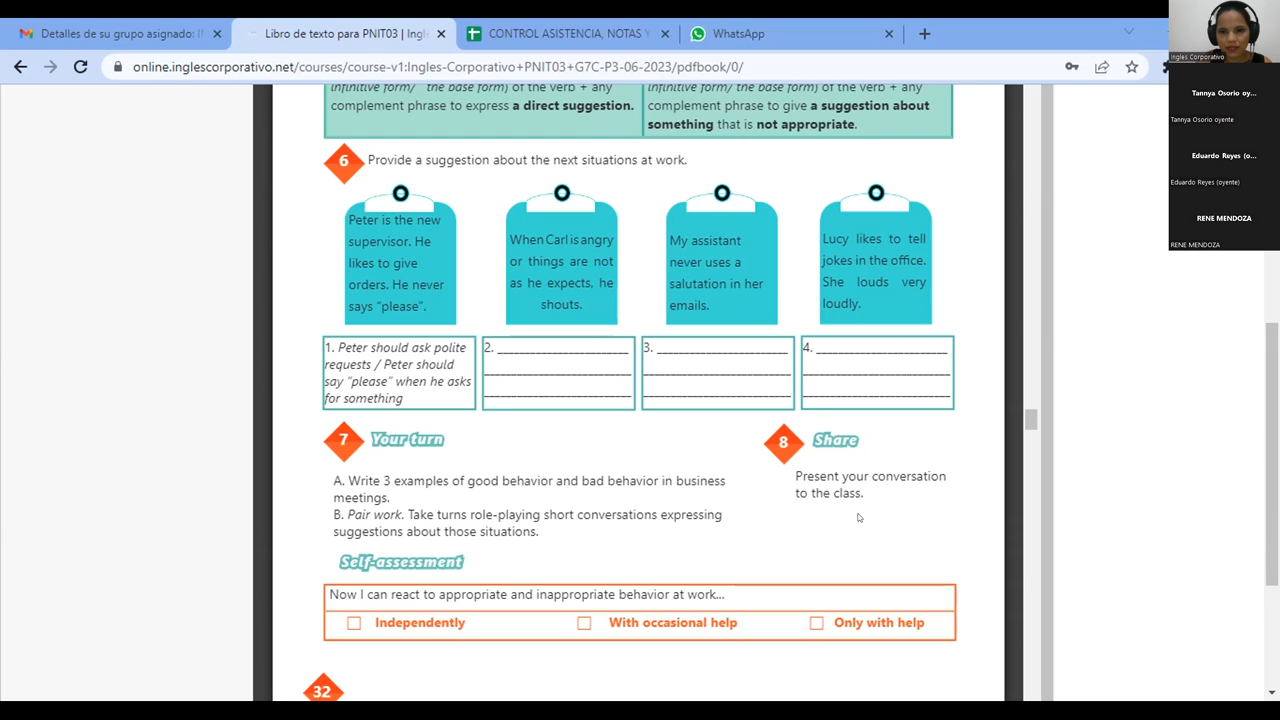 Detalles de su grupo asignado: I
Libro de texto para PNIT03 | Ingl
CONTROL ASISTENCIA, NOTAS Y
WhatsApp
online.inglescorporativo.net/courses/course-v1:Ingles-Co
PNIT03+G7C-P3-06-2023/pdfbook/0/
Ingles Corporativo
Tannya Osorio oy...
Tannya Osorio oyente
Eduardo Reyes (o...
Eduardo Reyes (oyente)
RENE MENDOZA
RENE MENDOZA
infinitive form/ the base form) of the verb + any
complement phrase to express a direct suggestion.
infinitive form/ the base form) of the verb + any
complement phrase to give a suggestion about
something that is not appropriate.
6 Provide a suggestion about the next situations at work.
Peter is the new
supervisor. He
likes to give
orders. He never
says “please”.
When Carl is angry
or things are not
as he expects, he
shouts.
My assistant
never uses a
salutation in her
emails.
Lucy likes to tell
jokes in the office.
She louds very
loudly.
1. Peter should ask polite
requests / Peter should
say “please” when he asks
for something
2. ____________________
____________________
____________________
3. ____________________
____________________
____________________
4. ____________________
____________________
____________________
7 Your turn
A. Write 3 examples of good behavior and bad behavior in business
meetings.
B. Pair work. Take turns role-playing short conversations expressing
suggestions about those situations.
8 Share
Present your conversation
to the class.
Self-assessment
Now I can react to appropriate and inappropriate behavior at work...
Independently
With occasional help
Only with help
32